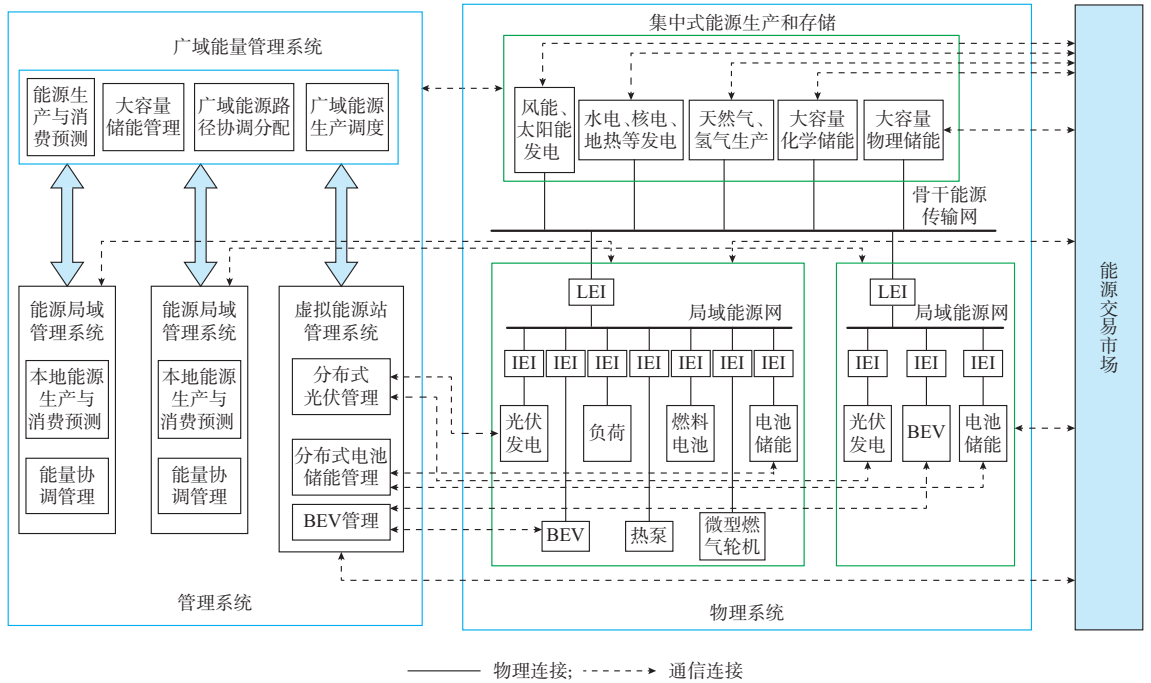 广域能量管理系统
能源生
产与消
费预测
大容量
储能管理
广域能源路
径协调分配
广域能源
生产调度
能源局域
管理系统
本地能源
生产与
消费预测
能量协
调管理
能源局域
管理系统
本地能源
生产与
消费预测
能量协
调管理
虚拟能源站
管理系统
分布式
光伏管理
分布式电池
储能管理
BEV管理
管理系统
集中式能源生产和存储
风能、
太阳能
发电
水电、核电、
地热等发电
天然气、
氢气生产
大容量
化学储能
大容量
物理储能
骨干能源
传输网
LEI
局域能源网
IEI
IEI
IEI
IEI
IEI
IEI
IEI
光伏
发电
负荷
燃料
电池
电池
储能
BEV
热泵
微型燃
气轮机
LEI
局域能源网
IEI
IEI
IEI
光伏
发电
BEV
电池
储能
物理系统
能源交易市场
物理连接;
通信连接